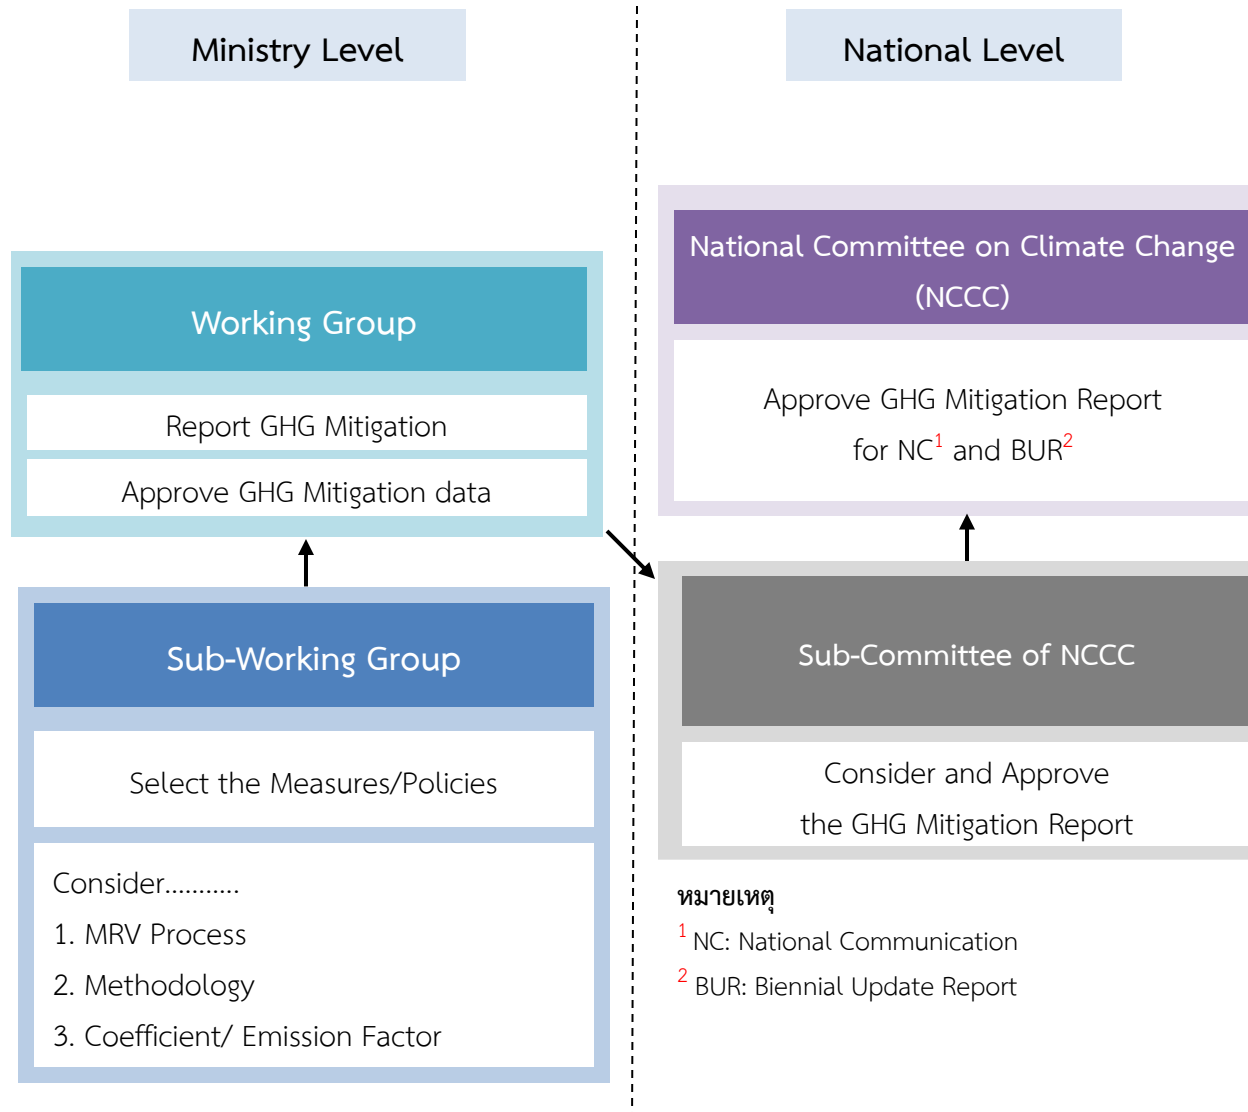 Ministry Level
National Level
Working Group
Report GHG Mitigation
Approve GHG Mitigation data
Sub-Working Group
Select the Measures/Policies
Consider...........
1. MRV Process
2. Methodology
3. Coefficient/ Emission Factor
National Committee on Climate Change
(NCCC)
Approve GHG Mitigation Report
for NC1 and BUR2
Sub-Committee of NCCC
Consider and Approve
the GHG Mitigation Report
หมายเหตุ
1 NC: National Communication
2 BUR: Biennial Update Report